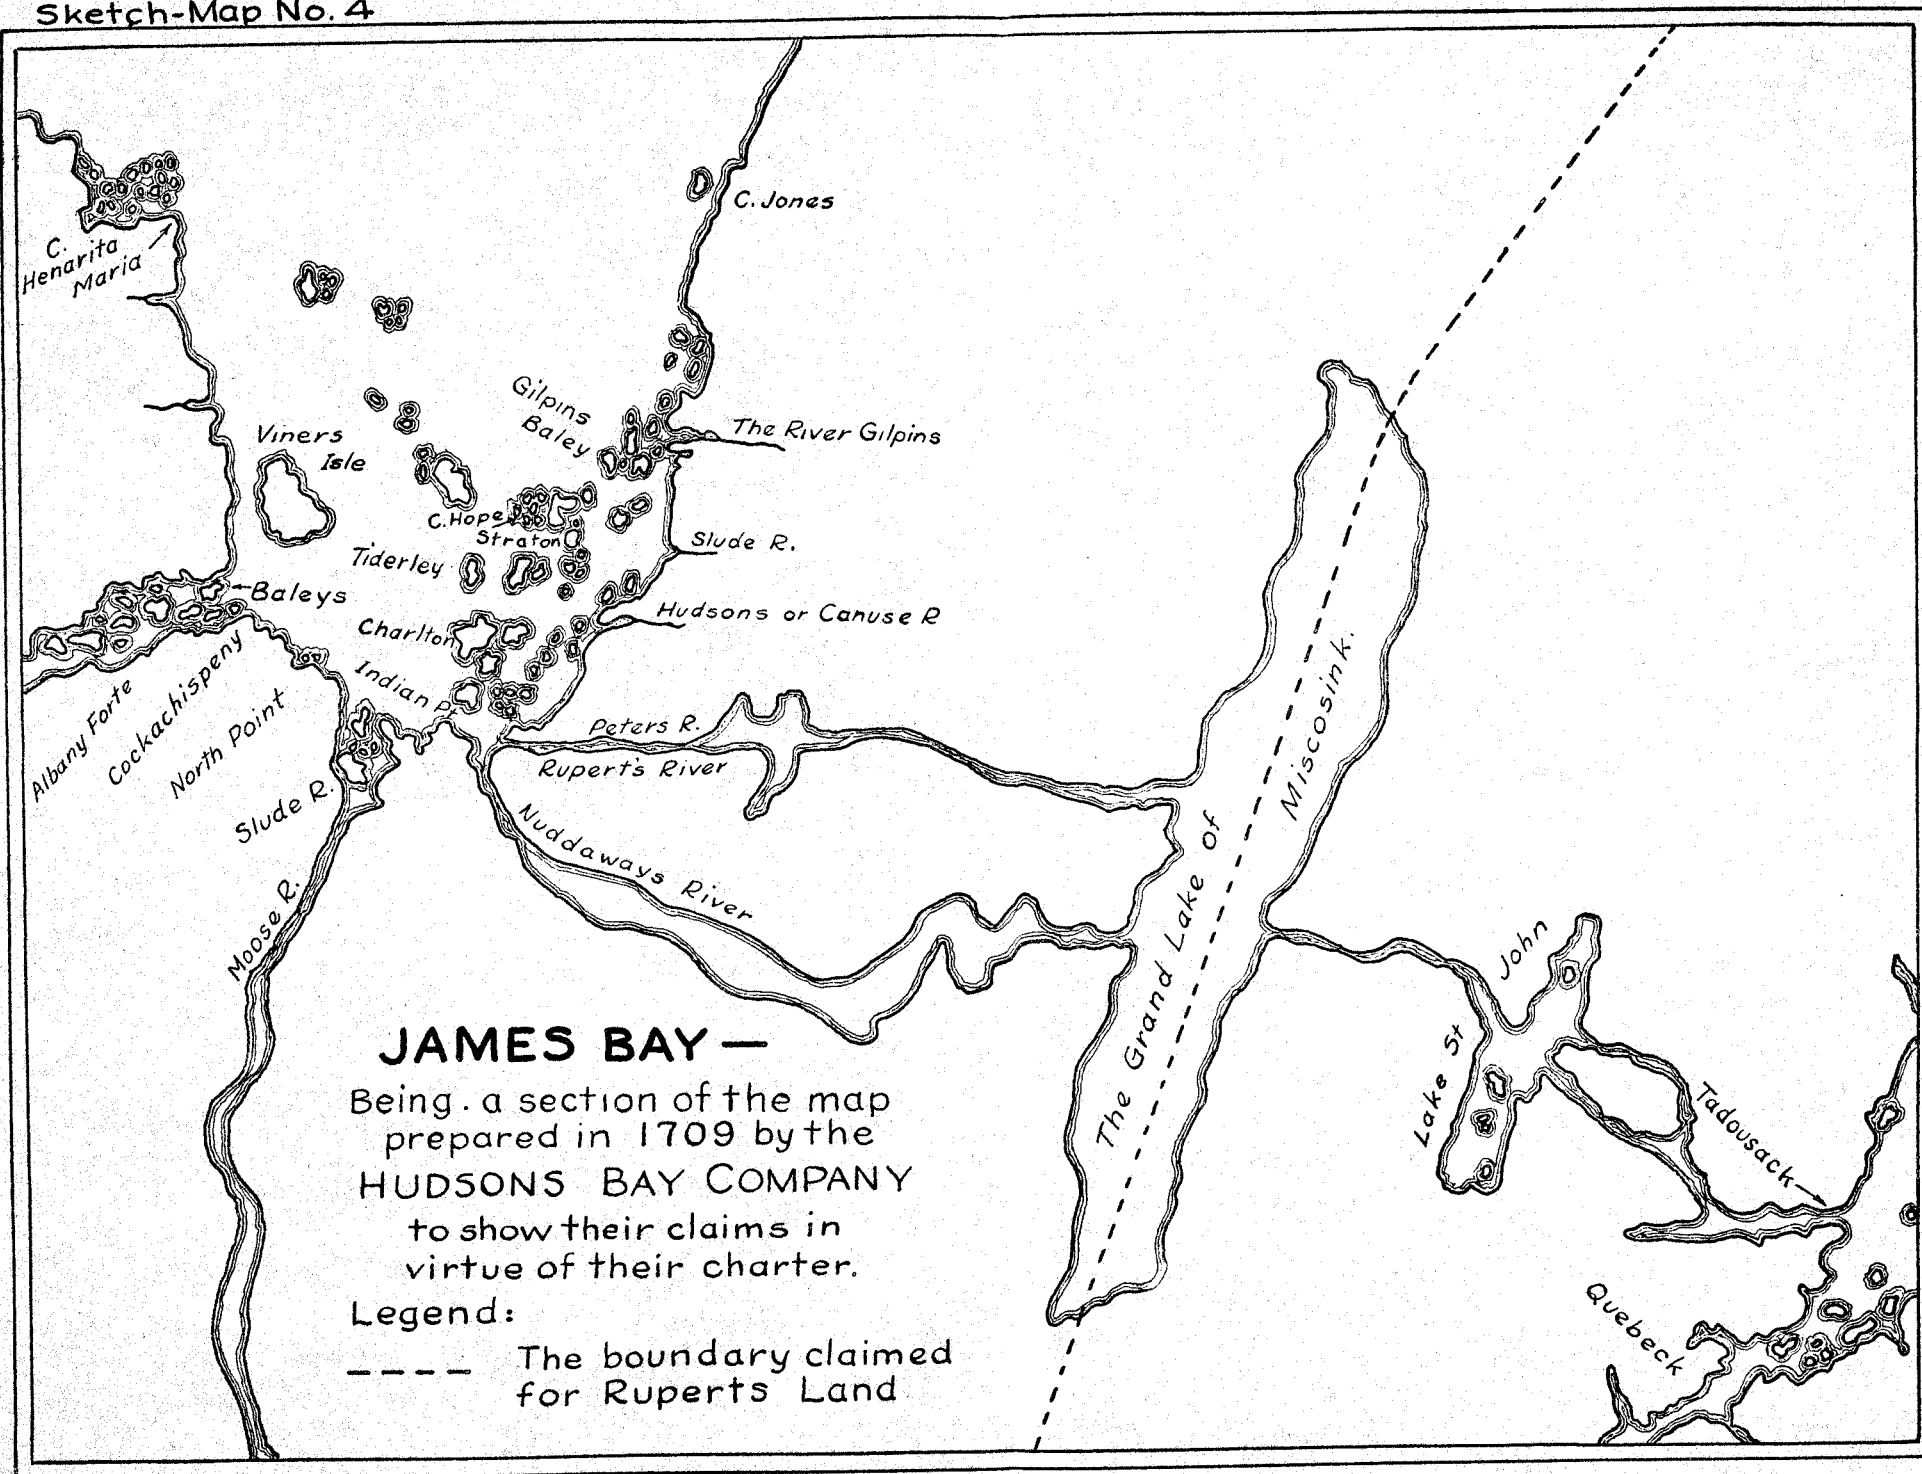 Sketch-Map No. 4
C. Jones
C.
Henarita
Maria
Gilpins
Baley
The River Gilpins
Viners
Isle
C. Hope
Straton
Slude R.
Tiderley
Baleys
Hudsons or Canuse R
Charlton
Indian Pt
Albany Forte
Cockachispeny
North Point
Slude R.
Moose R.
Peters R.
Rupert's River
Nuddaways River
The Grand Lake of
Miscosink.
Lake St
John
Tadousack
Quebeck
JAMES BAY —
Being . a section of the map
prepared in 1709 by the
HUDSONS BAY COMPANY
to show their claims in
virtue of their charter.
Legend:
---- The boundary claimed
for Ruperts Land